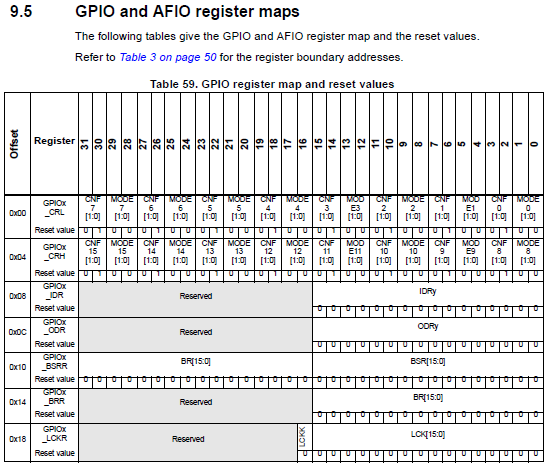 9.5 GPIO and AFIO register maps
The following tables give the GPIO and AFIO register map and the reset values.
Refer to Table 3 on page 50 for the register boundary addresses.
Table 59. GPIO register map and reset values
Offset Register 31 30 29 28 27 26 25 24 23 22 21 20 19 18 17 16 15 14 13 12 11 10 9 8 7 6 5 4 3 2 1 0
GPIOx CNF MODE CNF MODE CNF MODE CNF MODE CNF MOD CNF MODE CNF MOD CNF MODE
0x00 _CRL 7 7 6 6 5 5 4 4 3 E3 2 2 1 E1 0 0
[1:0] [1:0] [1:0] [1:0] [1:0] [1:0] [1:0] [1:0] [1:0] [1:0] [1:0] [1:0] [1:0] [1:0] [1:0] [1:0]
Reset value 0 1 0 0 0 1 0 0 0 1 0 0 0 1 0 0 0 1 0 0 0 1 0 0 0 1 0 0 0 1 0 0
GPIOx CNF MODE CNF MODE CNF MODE CNF MODE CNF MOD CNF MODE CNF MOD CNF MODE
0x04 _CRH 15 15 14 14 13 13 12 12 11 E11 10 10 9 E9 8 8
[1:0] [1:0] [1:0] [1:0] [1:0] [1:0] [1:0] [1:0] [1:0] [1:0] [1:0] [1:0] [1:0] [1:0] [1:0] [1:0]
Reset value 0 1 0 0 0 1 0 0 0 1 0 0 0 1 0 0 0 1 0 0 0 1 0 0 0 1 0 0 0 1 0 0
0x08 GPIOx Reserved IDRy
_IDR
Reset value 0 0 0 0 0 0 0 0 0 0 0 0 0 0 0 0
0x0C GPIOx Reserved ODRy
_ODR
Reset value 0 0 0 0 0 0 0 0 0 0 0 0 0 0 0 0
0x10 GPIOx BR[15:0] BSR[15:0]
_BSRR
Reset value 0 0 0 0 0 0 0 0 0 0 0 0 0 0 0 0 0 0 0 0 0 0 0 0 0 0 0 0 0 0 0 0
0x14 GPIOx Reserved BR[15:0]
_BRR
Reset value 0 0 0 0 0 0 0 0 0 0 0 0 0 0 0 0
0x18 GPIOx Reserved LCKK LCK[15:0]
_LCKR
Reset value 0 0 0 0 0 0 0 0 0 0 0 0 0 0 0 0 0